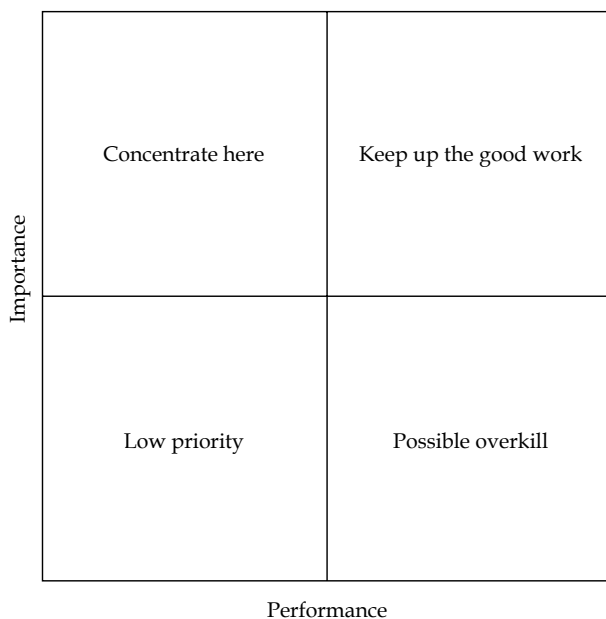 Concentrate here
Keep up the good work
Importance
Low priority
Possible overkill
Performance